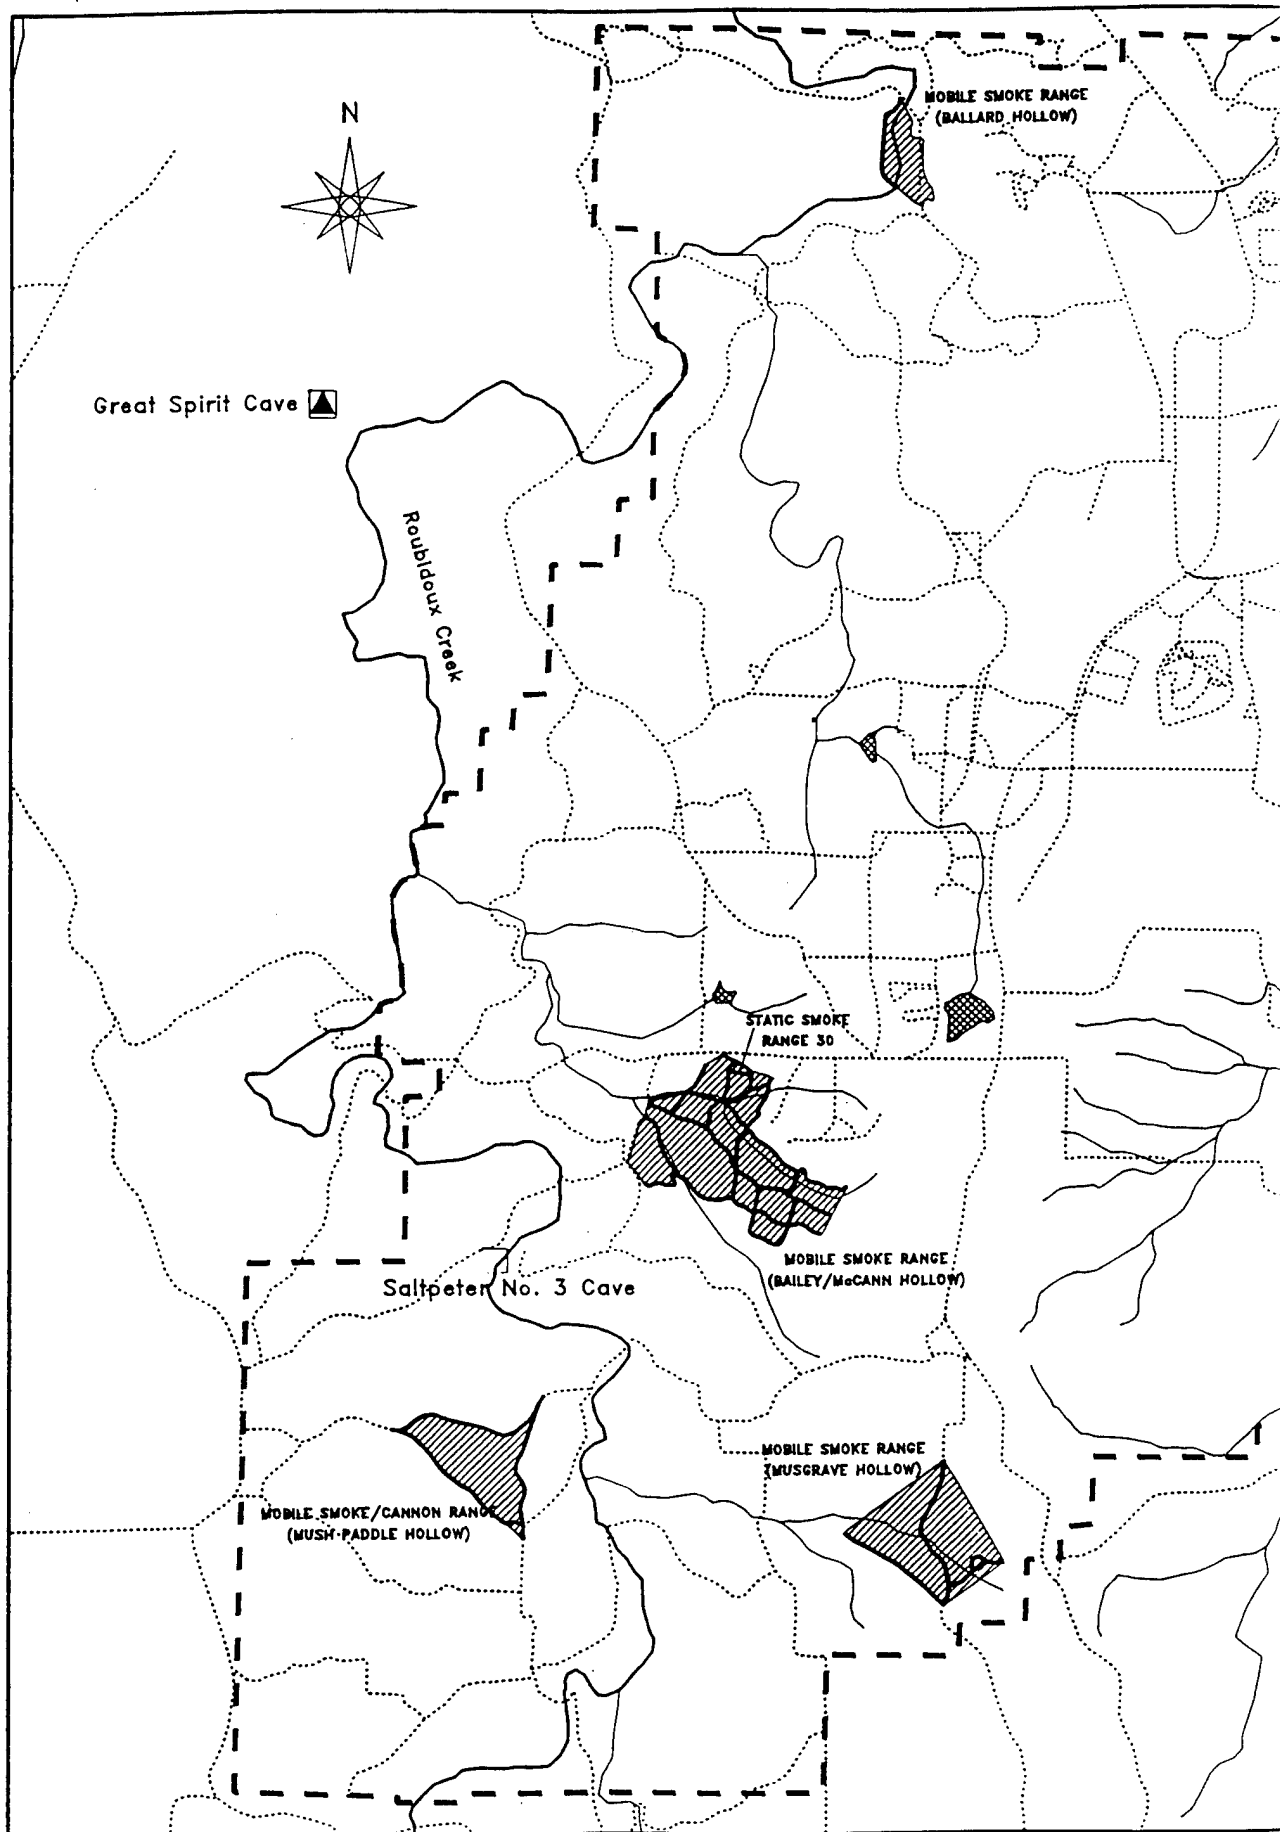 MOBILE SMOKE RANGE
(BALLARD HOLLOW)
N
Great Spirit Cave
Roubidoux Creek
STATIC SMOKE
RANGE 30
MOBILE SMOKE RANGE
(BAILEY/McCANN HOLLOW)
Saltpeter No. 3 Cave
MOBILE SMOKE RANGE
(MUSGRAVE HOLLOW)
MOBILE SMOKE/CANNON RANGE
(MUSH-PADDLE HOLLOW)